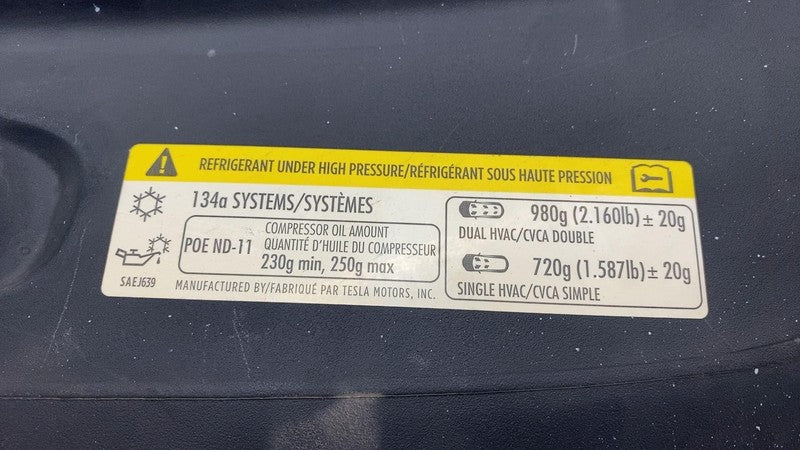 REFRIGERANT UNDER HIGH PRESSURE/RÉFRIGÉRANT SOUS HAUTE PRESSION
134a SYSTEMS/SYSTÈMES
POE ND-11
COMPRESSOR OIL AMOUNT
QUANTITÉ D'HUILE DU COMPRESEUR
230g min, 250g max
SAEJ639
MANUFACTURED BY/FABRIQUÉ PAR TESLA MOTORS, INC.
980g (2.160lb) ± 20g
DUAL HVAC/CVCA DOUBLE
720g (1.587lb) ± 20g
SINGLE HVAC/CVCA SIMPLE